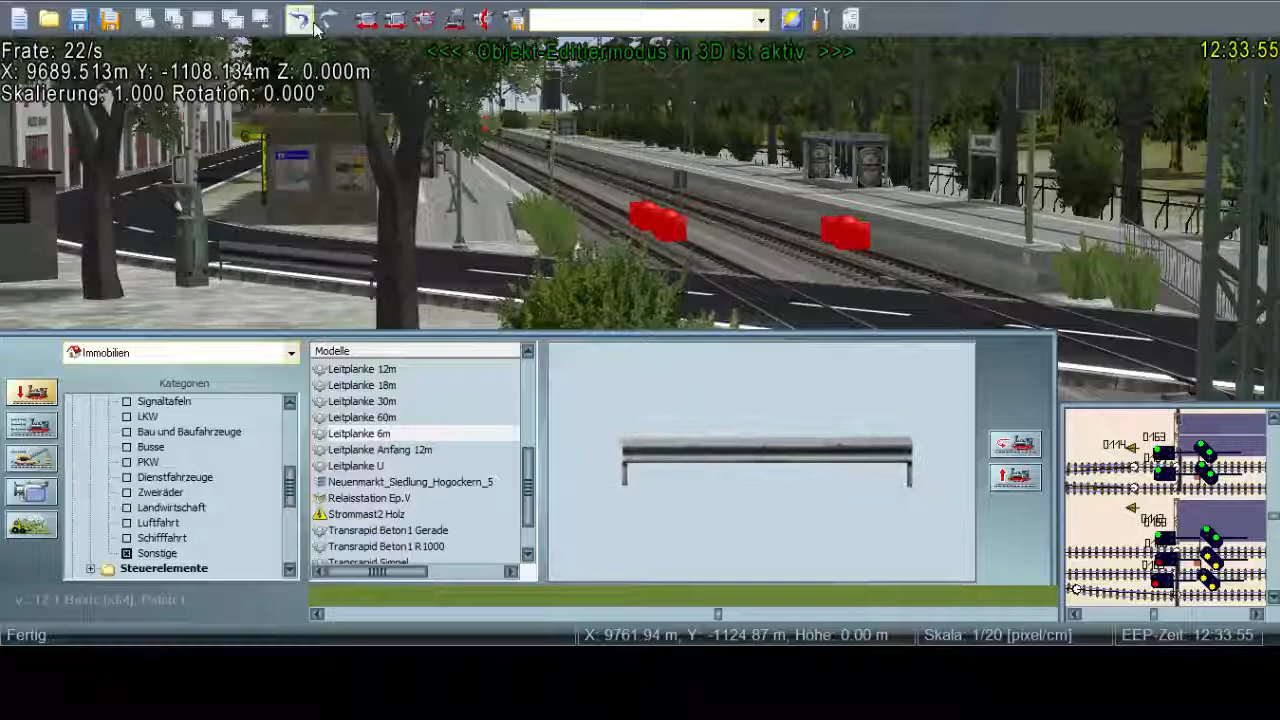 Frate: 22/s
<<< Objekt-Editiermodus in 3D ist aktiv >>>
12:33:55
X: 9689.513m Y: -1108.134m Z: 0.000m
Skalierung: 1.000 Rotation: 0.000°
Immobilien
Kategorien
Signaltafeln
LKW
Bau und Baufahrzeuge
Busse
PKW
Dienstfahrzeuge
Zweiräder
Landwirtschaft
Luftfahrt
Schifffahrt
Sonstige
Steuerelemente
Modelle
Leitplanke 12m
Leitplanke 18m
Leitplanke 30m
Leitplanke 60m
Leitplanke 6m
Leitplanke Anfang 12m
Leitplanke U
Neuenmarkt_Siedlung_Hogockern_5
Relaisstation Ep.V
Strommast2 Holz
Transrapid Beton1 Gerade
Transrapid Beton1 R1000
Transrapid Simpel
0163
0114
Fertig
X: 9761.94 m, Y: -1124.87 m, Höhe: 0.00 m
Skala: 1/20 [pixel/cm]
EEP-Zeit: 12:33:55